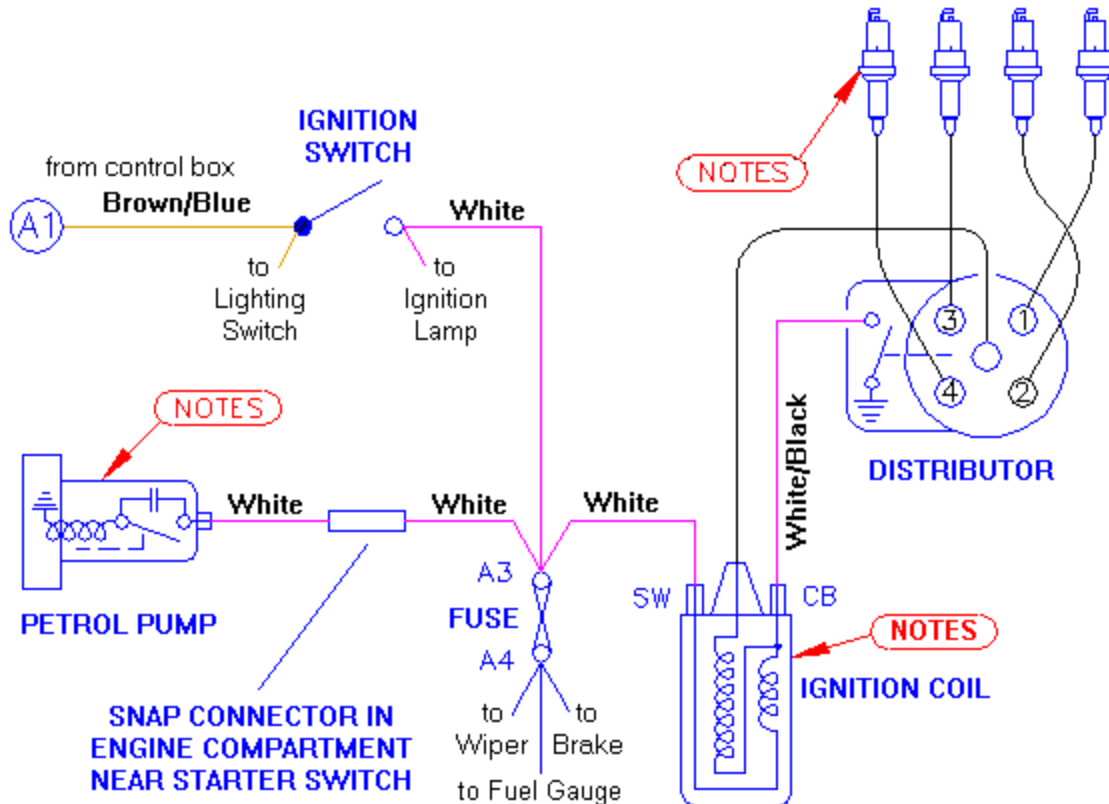 IGNITION
SWITCH
from control box
Brown/Blue
A1
White
to
Lighting
Switch
to
Ignition
Lamp
NOTES
3
1
4
2
DISTRIBUTOR
White/Black
NOTES
White
White
White
PETROL PUMP
A3
FUSE
A4
SW
CB
NOTES
IGNITION COIL
SNAP CONNECTOR IN
ENGINE COMPARTMENT
NEAR STARTER SWITCH
to
Wiper
to
Brake
to Fuel Gauge